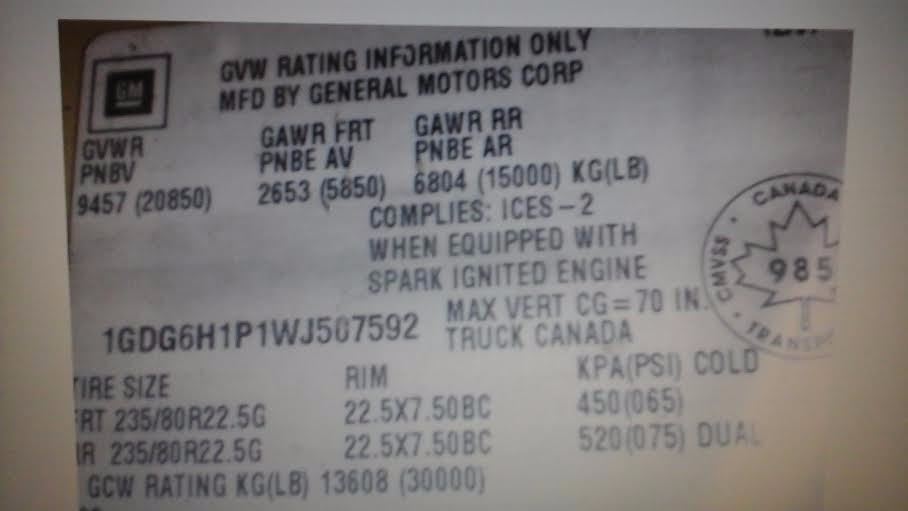 GM
GVW RATING INFORMATION ONLY
MFD BY GENERAL MOTORS CORP
GVWR GAWR FRT GAWR RR
PNBV PNBE AV PNBE AR
9457 (20850) 2653 (5850) 6804 (15000) KG(LB)
COMPLIES: ICES-2
WHEN EQUIPPED WITH
SPARK IGNITED ENGINE
MAX VERT CG=70 IN.
1GDG6H1P1WJ507592 TRUCK CANADA
CANADA
CMVSS
985
TIRE SIZE RIM KPA(PSI) COLD
FRT 235/80R22.5G 22.5X7.50BC 450(065)
RR 235/80R22.5G 22.5X7.50BC 520(075) DUAL
GCW RATING KG(LB) 13608 (30000)